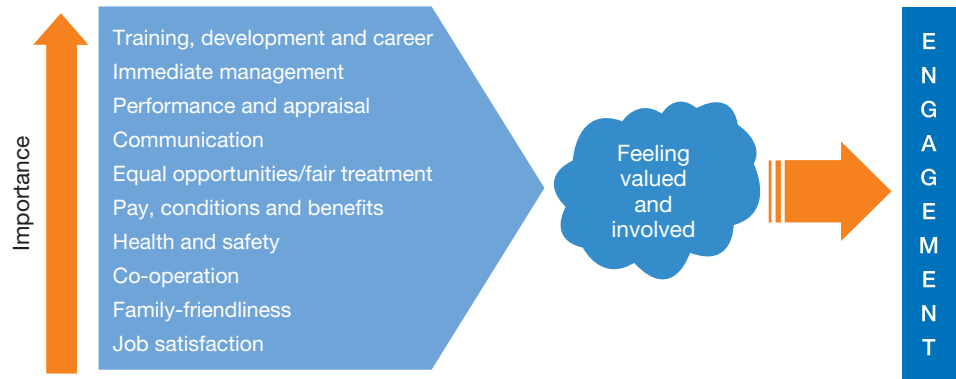 Importance
Training, development and career
Immediate management
Performance and appraisal
Communication
Equal opportunities/fair treatment
Pay, conditions and benefits
Health and safety
Co-operation
Family-friendliness
Job satisfaction
Feeling
valued
and
involved
ENGAGEMENT